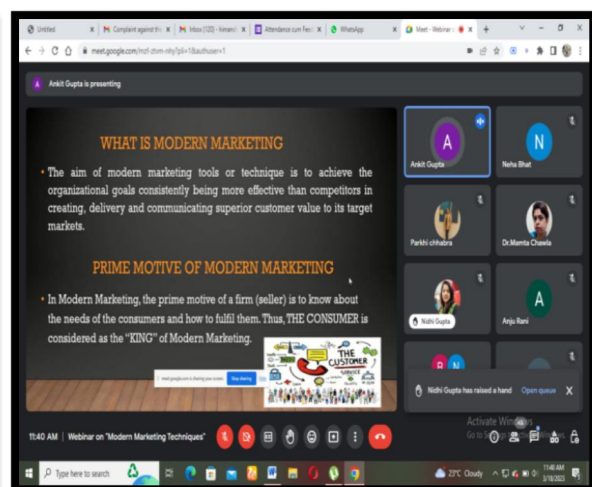 Untitled
Complaint against th
Inbox (120) - himansh
Attendance cum Feed
WhatsApp
Meet - Webinar
Ankit Gupta is presenting
WHAT IS MODERN MARKETING
• The aim of modern marketing tools or technique is to achieve the
organizational goals consistently being more effective than competitors in
creating, delivery and communicating superior customer value to its target
markets.
PRIME MOTIVE OF MODERN MARKETING
• In Modern Marketing, the prime motive of a firm (seller) is to know about
the needs of the consumers and how to fulfil them. Thus, THE CONSUMER is
considered as the "KING" of Modern Marketing.
THE
CUSTOMER
SERVICE
meet.google.com is sharing your screen.
Stop sharing
A
Ankit Gupta
N
Neha Bhat
Parkhi chhabra
Dr.Mamta Chawla
Nidhi Gupta
A
Anju Rani
R
N
Nidhi Gupta has raised a hand
Open queue
X
Activate Windows
11:40 AM | Webinar on "Modern Marketing Techniques"
Type here to search
23°C Cloudy
11:40 AM
3/18/2023